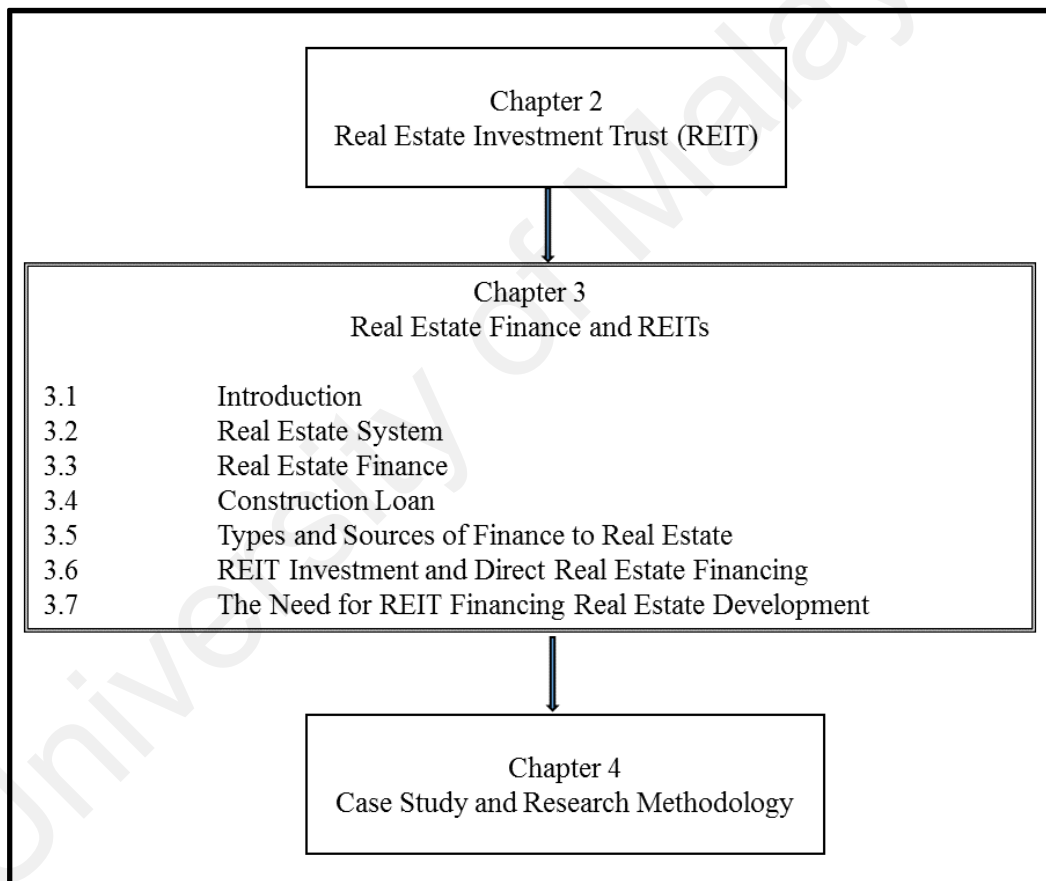 Chapter 2
Real Estate Investment Trust (REIT)
Chapter 3
Real Estate Finance and REITs
3.1 Introduction
3.2 Real Estate System
3.3 Real Estate Finance
3.4 Construction Loan
3.5 Types and Sources of Finance to Real Estate
3.6 REIT Investment and Direct Real Estate Financing
3.7 The Need for REIT Financing Real Estate Development
Chapter 4
Case Study and Research Methodology
University of Malay